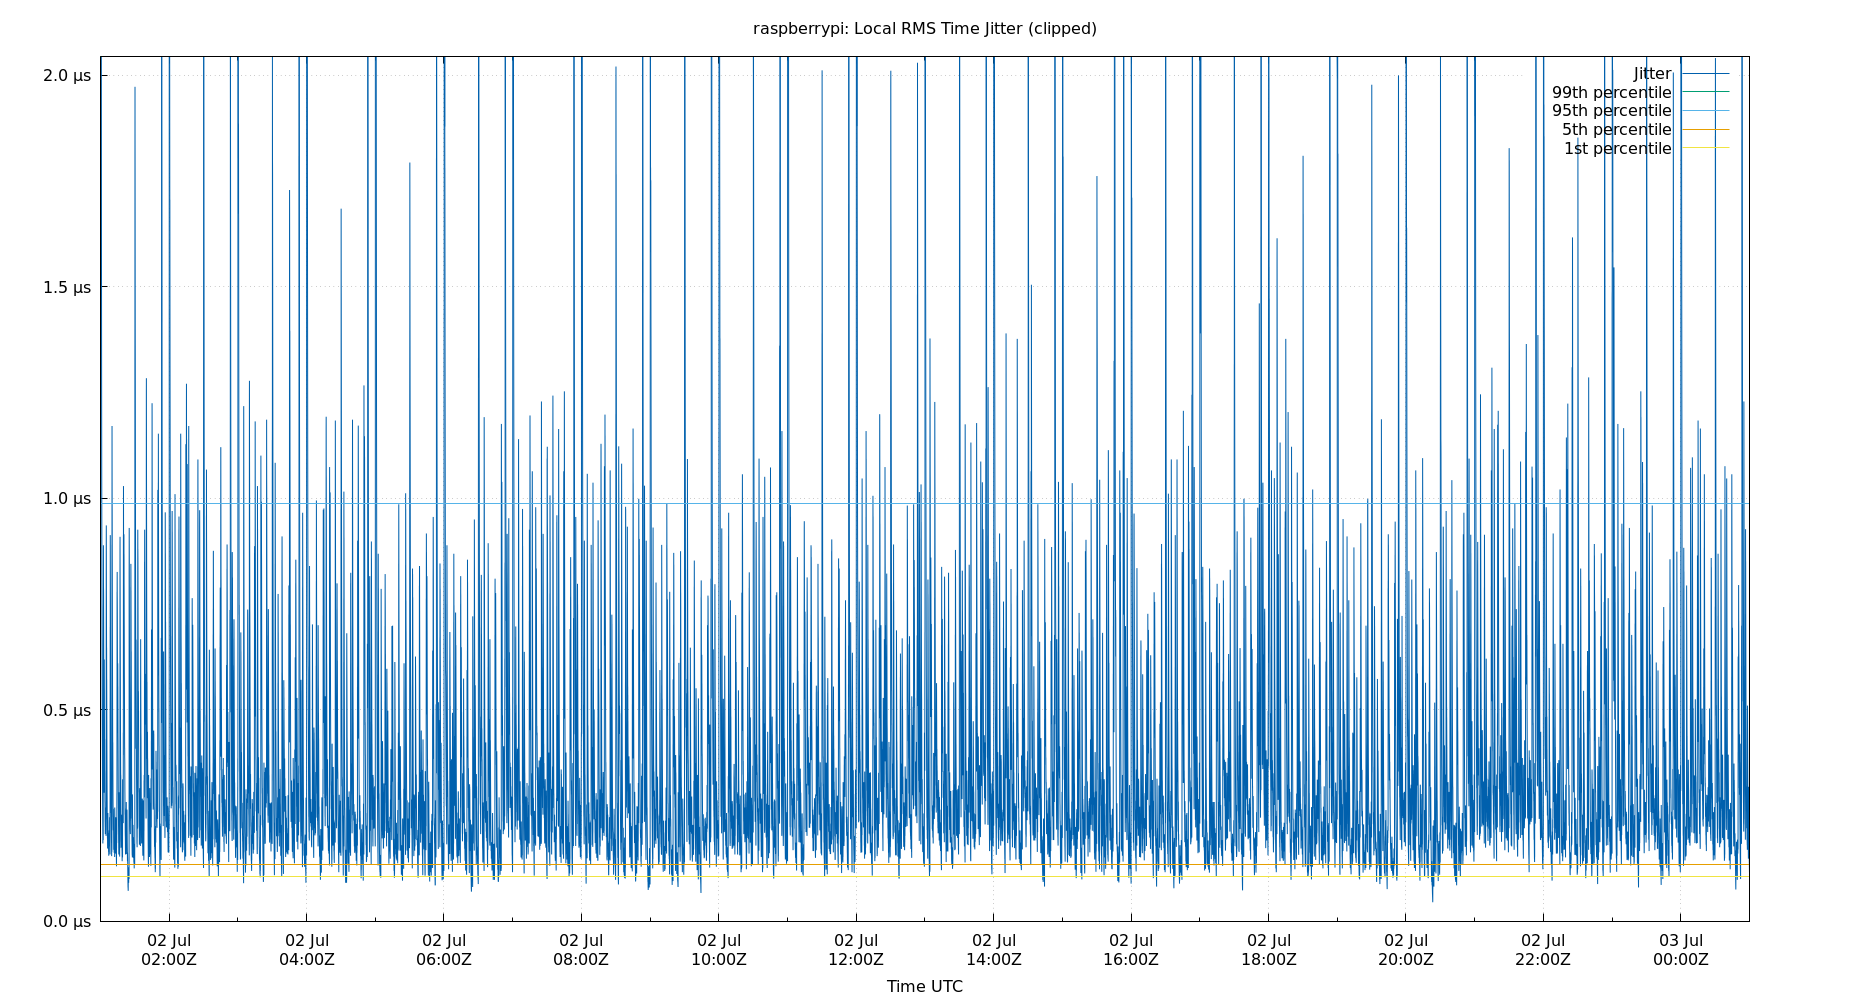 raspberrypi: Local RMS Time Jitter (clipped)
2.0 μs
1.5 μs
1.0 μs
0.5 μs
0.0 μs
Jitter
99th percentile
95th percentile
5th percentile
1st percentile
02 Jul 02 Jul 02 Jul 02 Jul 02 Jul 02 Jul 02 Jul 02 Jul 02 Jul 02 Jul 02 Jul 03 Jul
02:00Z 04:00Z 06:00Z 08:00Z 10:00Z 12:00Z 14:00Z 16:00Z 18:00Z 20:00Z 22:00Z 00:00Z
Time UTC